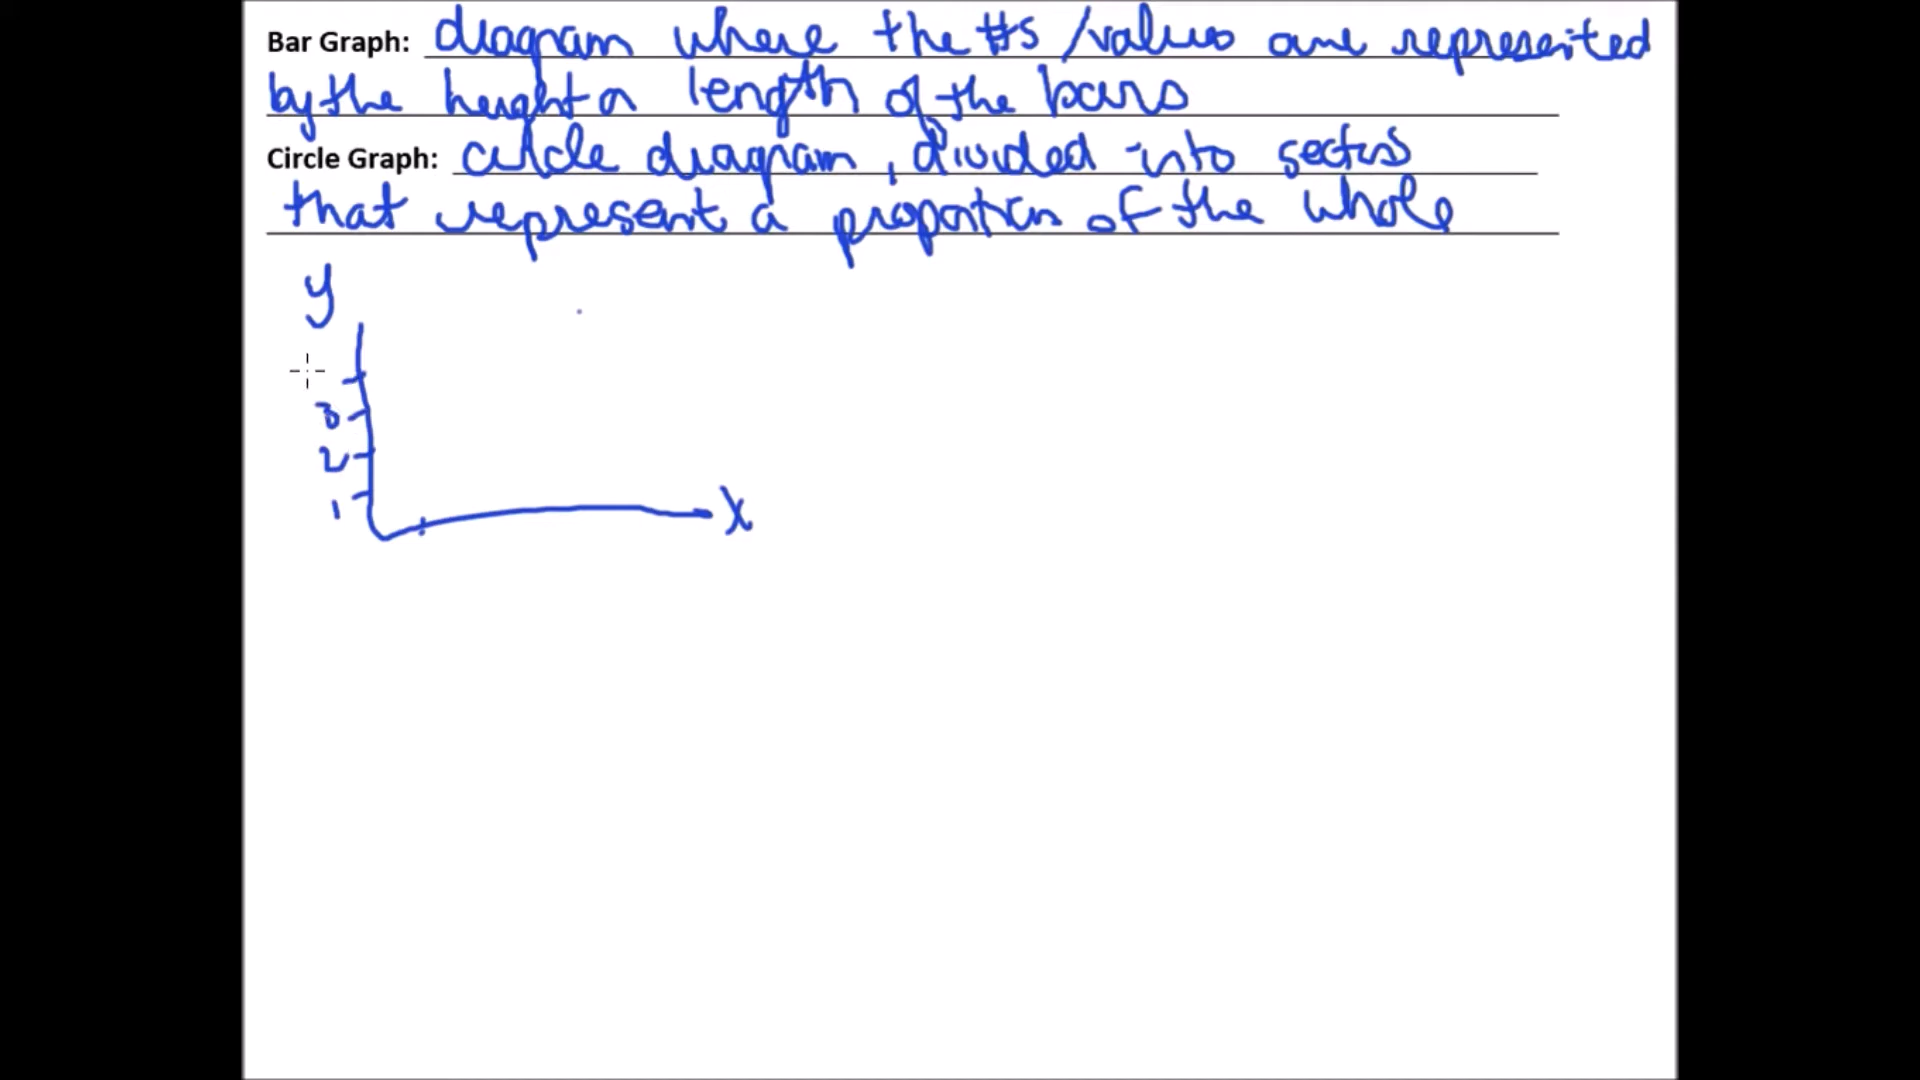 Bar Graph: diagram where the #s/values are represented
by the height or length of the bars
Circle Graph: circle diagram, divided into sectors
that represent a proportion of the whole
y
3
2
1
x